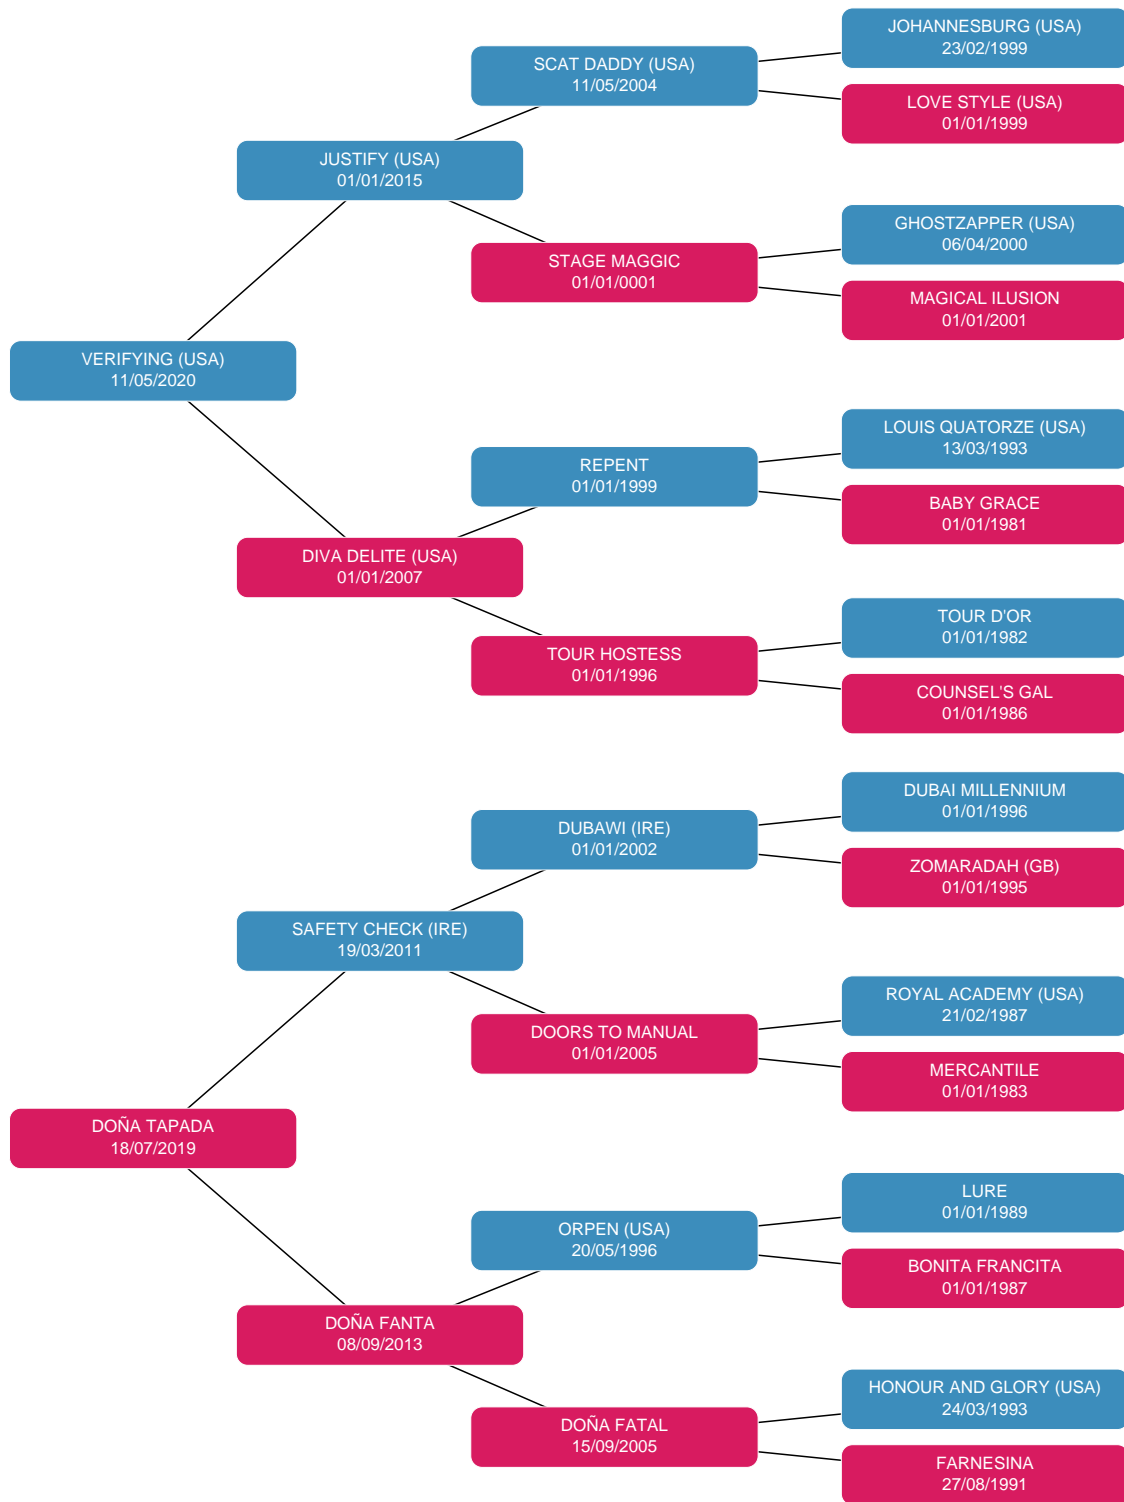 JOHANNESBURG (USA)
23/02/1999
SCAT DADDY (USA)
11/05/2004
LOVE STYLE (USA)
01/01/1999
JUSTIFY (USA)
01/01/2015
GHOSTZAPPER (USA)
06/04/2000
STAGE MAGGIC
01/01/0001
MAGICAL ILUSION
01/01/2001
VERIFYING (USA)
11/05/2020
LOUIS QUATORZE (USA)
13/03/1993
REPENT
01/01/1999
BABY GRACE
01/01/1981
DIVA DELITE (USA)
01/01/2007
TOUR D'OR
01/01/1982
TOUR HOSTESS
01/01/1996
COUNSEL'S GAL
01/01/1986
DUBAI MILLENNIUM
01/01/1996
DUBAWI (IRE)
01/01/2002
ZOMARADAH (GB)
01/01/1995
SAFETY CHECK (IRE)
19/03/2011
ROYAL ACADEMY (USA)
21/02/1987
DOORS TO MANUAL
01/01/2005
MERCANTILE
01/01/1983
DOÑA TAPADA
18/07/2019
LURE
01/01/1989
ORPEN (USA)
20/05/1996
BONITA FRANCITA
01/01/1987
DOÑA FANTA
08/09/2013
HONOUR AND GLORY (USA)
24/03/1993
DOÑA FATAL
15/09/2005
FARNESINA
27/08/1991